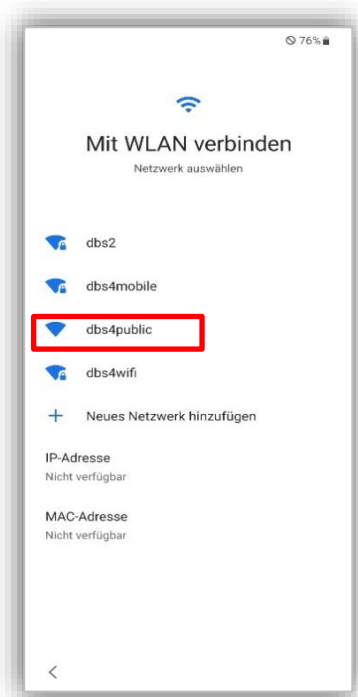 76%
Mit WLAN verbinden
Netzwerk auswählen
dbs2
dbs4mobile
dbs4public
dbs4wifi
Neues Netzwerk hinzufügen
IP-Adresse
Nicht verfügbar
MAC-Adresse
Nicht verfügbar